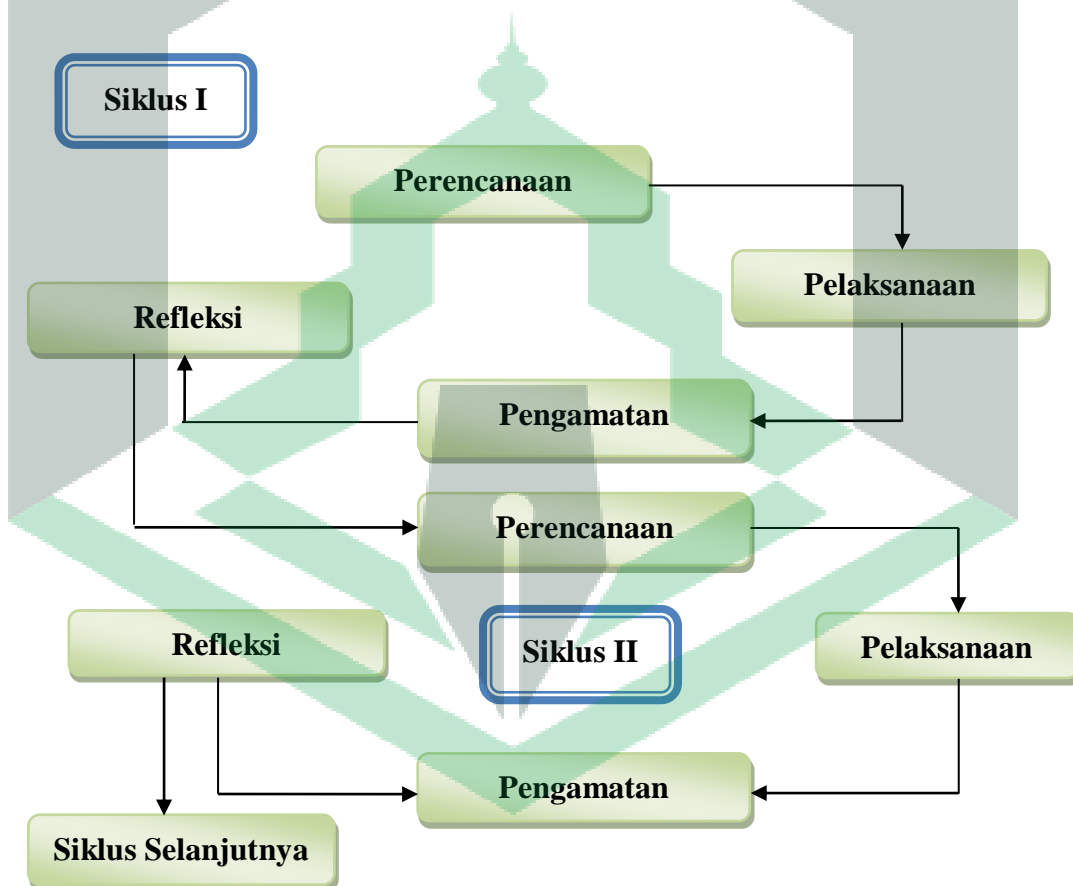 Siklus I
Perencanaan
Pelaksanaan
Refleksi
Pengamatan
Perencanaan
Refleksi
Siklus II
Pelaksanaan
Pengamatan
Siklus Selanjutnya